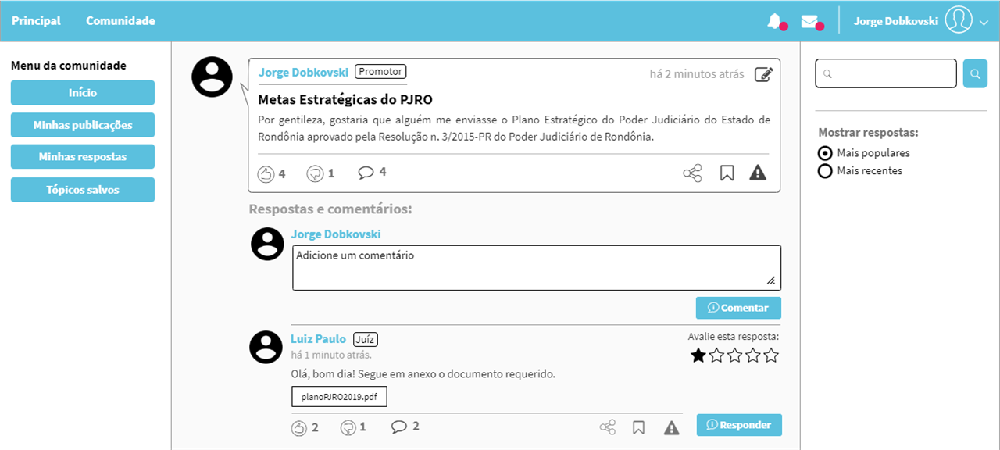 Principal Comunidade Jorge Dobkovski
Menu da comunidade
Início
Minhas publicações
Minhas respostas
Tópicos salvos
Jorge Dobkovski Promotor há 2 minutos atrás
Metas Estratégicas do PJRO
Por gentileza, gostaria que alguém me enviasse o Plano Estratégico do Poder Judiciário do Estado de
Rondônia aprovado pela Resolução n. 3/2015-PR do Poder Judiciário de Rondônia.
4 1 4
Respostas e comentários:
Jorge Dobkovski
Adicione um comentário
Comentar
Luiz Paulo Juíz Avalie esta resposta:
há 1 minuto atrás.
Olá, bom dia! Segue em anexo o documento requerido.
planoPJRO2019.pdf
2 1 2 Responder
Mostrar respostas:
Mais populares
Mais recentes